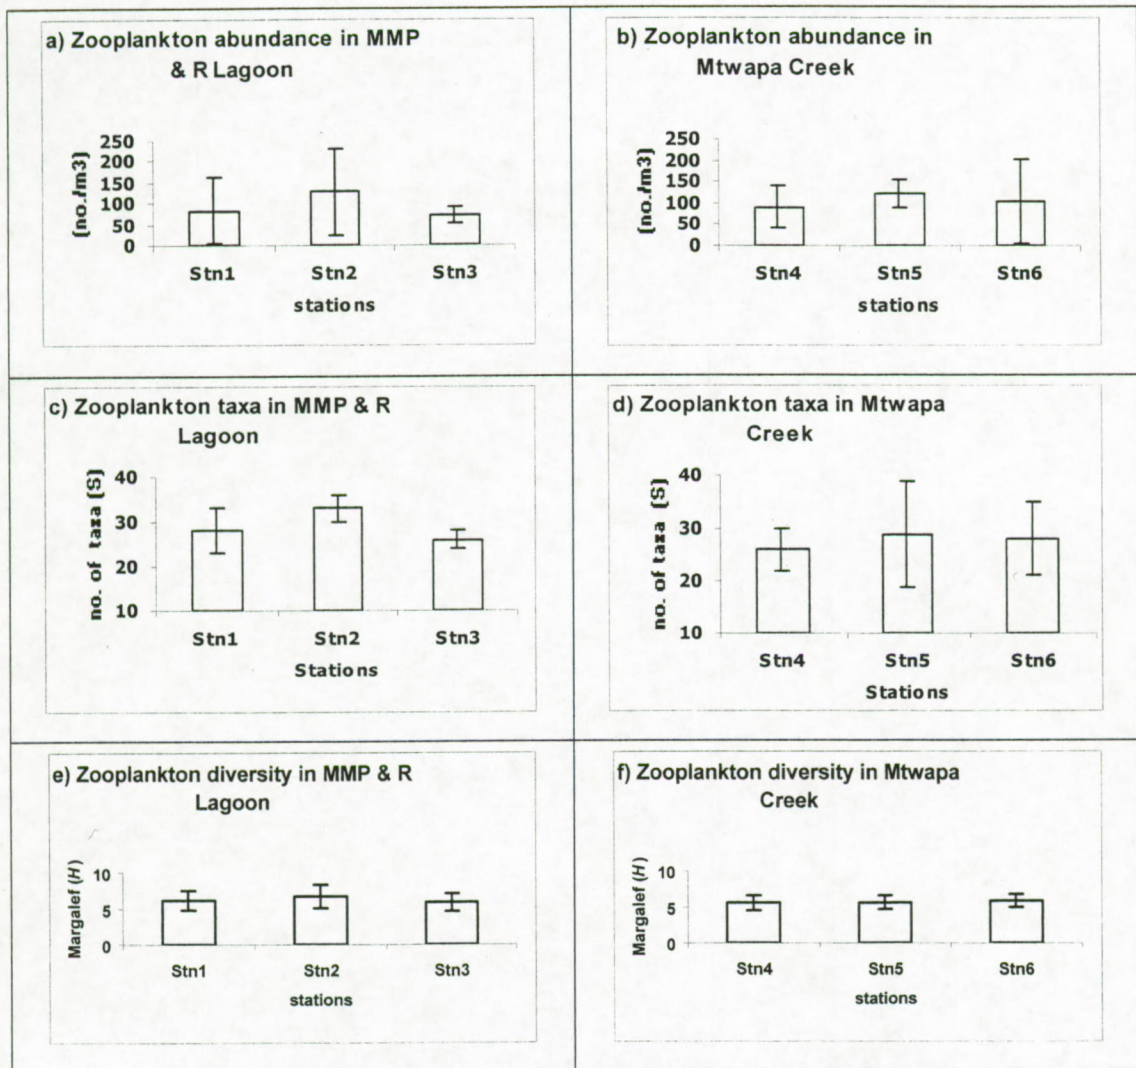 a) Zooplankton abundance in MMP
& R Lagoon
[no./m3)
250
200
150
100
50
0
Stn1 Stn2 Stn3
stations
b) Zooplankton abundance in
Mtwapa Creek
[no./m3)
250
200
150
100
50
0
Stn4 Stn5 Stn6
stations
c) Zooplankton taxa in MMP & R
Lagoon
no. of taxa (S)
40
30
20
10
Stn1 Stn2 Stn3
Stations
d) Zooplankton taxa in Mtwapa
Creek
no. of taxa (S)
40
30
20
10
Stn4 Stn5 Stn6
Stations
e) Zooplankton diversity in MMP & R
Lagoon
Margalef (H)
10
5
0
Stn1 Stn2 Stn3
stations
f) Zooplankton diversity in Mtwapa
Creek
Margalef (H)
10
5
0
Stn4 Stn5 Stn6
stations